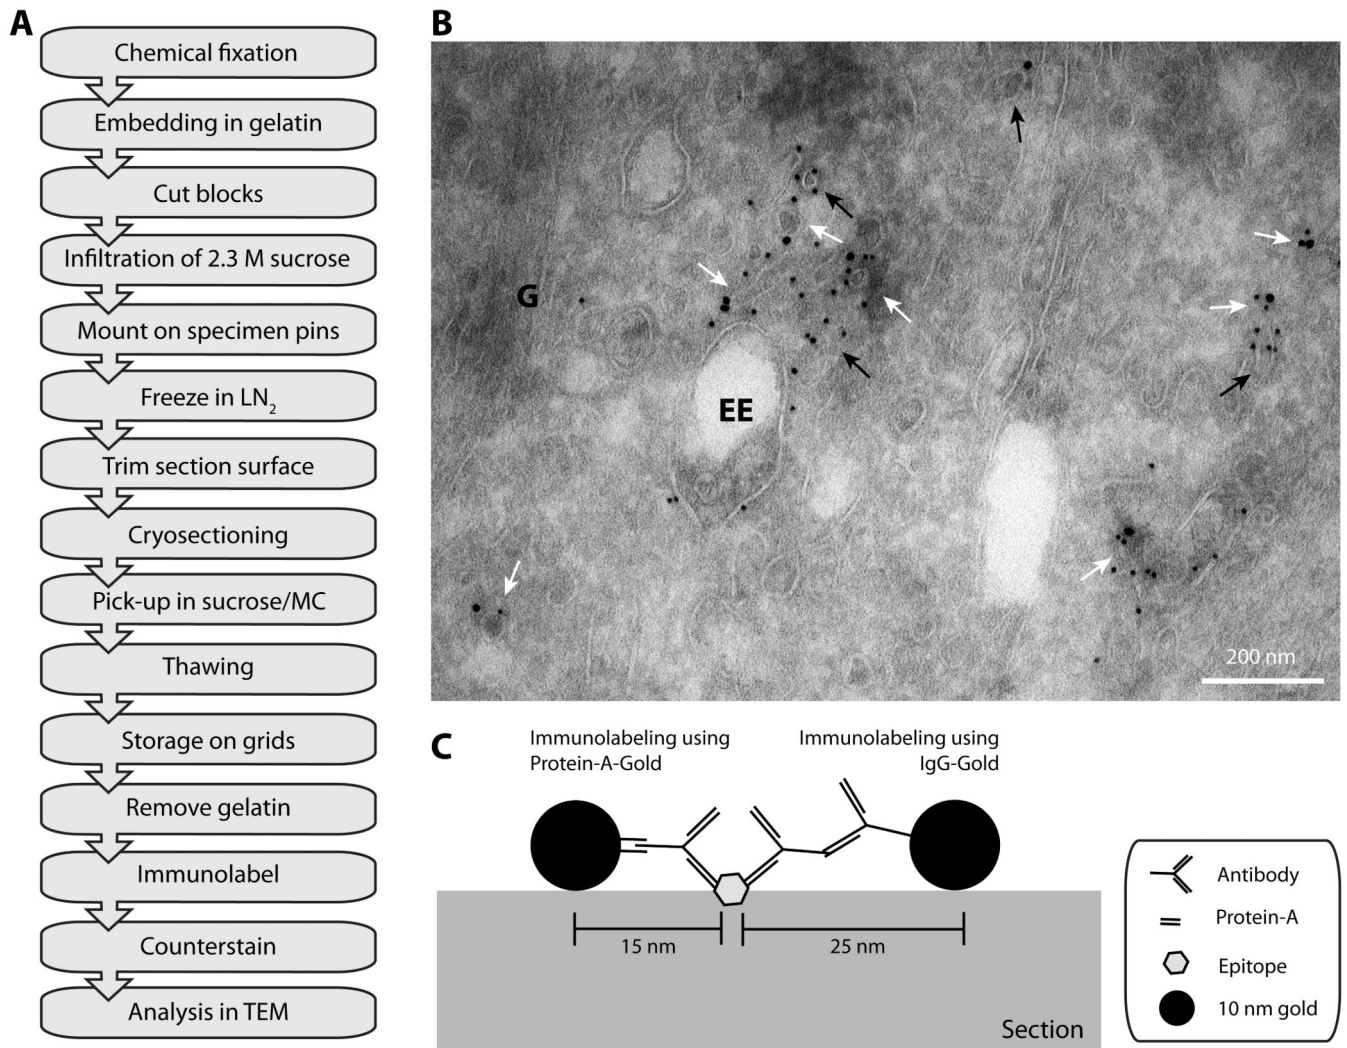 A
Chemical fixation
Embedding in gelatin
Cut blocks
Infiltration of 2.3 M sucrose
Mount on specimen pins
Freeze in LN₂
Trim section surface
Cryosectioning
Pick-up in sucrose/MC
Thawing
Storage on grids
Remove gelatin
Immunolabel
Counterstain
Analysis in TEM
B
G
EE
200 nm
C
Immunolabeling using
Protein-A-Gold
Immunolabeling using
IgG-Gold
15 nm
25 nm
Section
Antibody
Protein-A
Epitope
10 nm gold